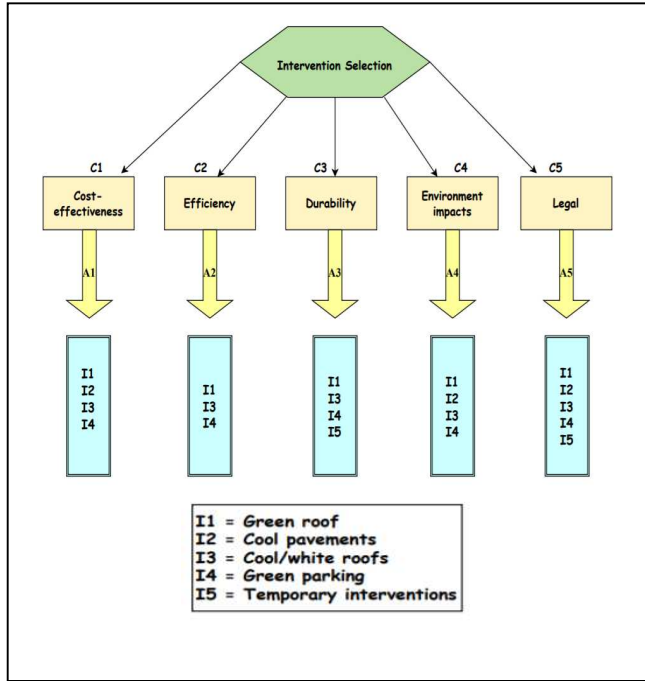 Intervention Selection
C1
C2
C3
C4
C5
Cost-
effectiveness
Efficiency
Durability
Environment
impacts
Legal
A1
A2
A3
A4
A5
I1
I2
I3
I4
I1
I3
I4
I1
I3
I4
I5
I1
I2
I3
I4
I1
I2
I3
I4
I5
I1 = Green roof
I2 = Cool pavements
I3 = Cool/white roofs
I4 = Green parking
I5 = Temporary interventions